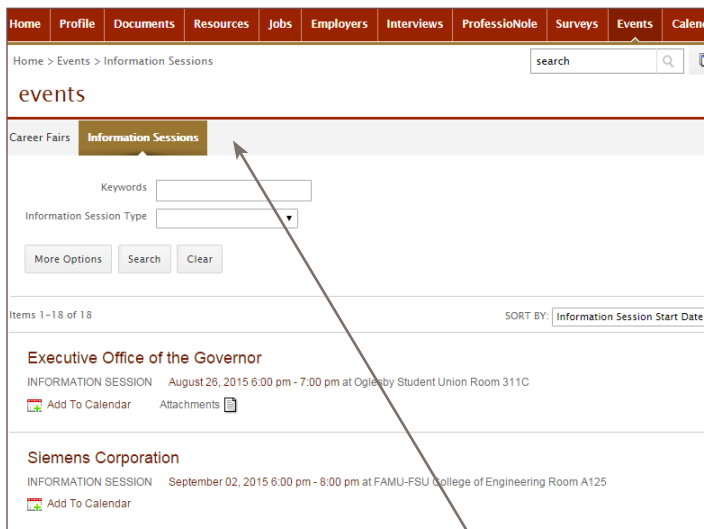 Home Profile Documents Resources Jobs Employers Interviews ProfessioNole Surveys Events
Home > Events > Information Sessions search
events
Career Fairs Information Sessions
Keywords
Information Session Type
More Options Search Clear
Items 1-18 of 18 SORT BY: Information Session Start Date
Executive Office of the Governor
INFORMATION SESSION August 26, 2015 6:00 pm - 7:00 pm at Oglesby Student Union Room 311C
Add To Calendar Attachments
Siemens Corporation
INFORMATION SESSION September 02, 2015 6:00 pm - 8:00 pm at FAMU-FSU College of Engineering Room A125
Add To Calendar